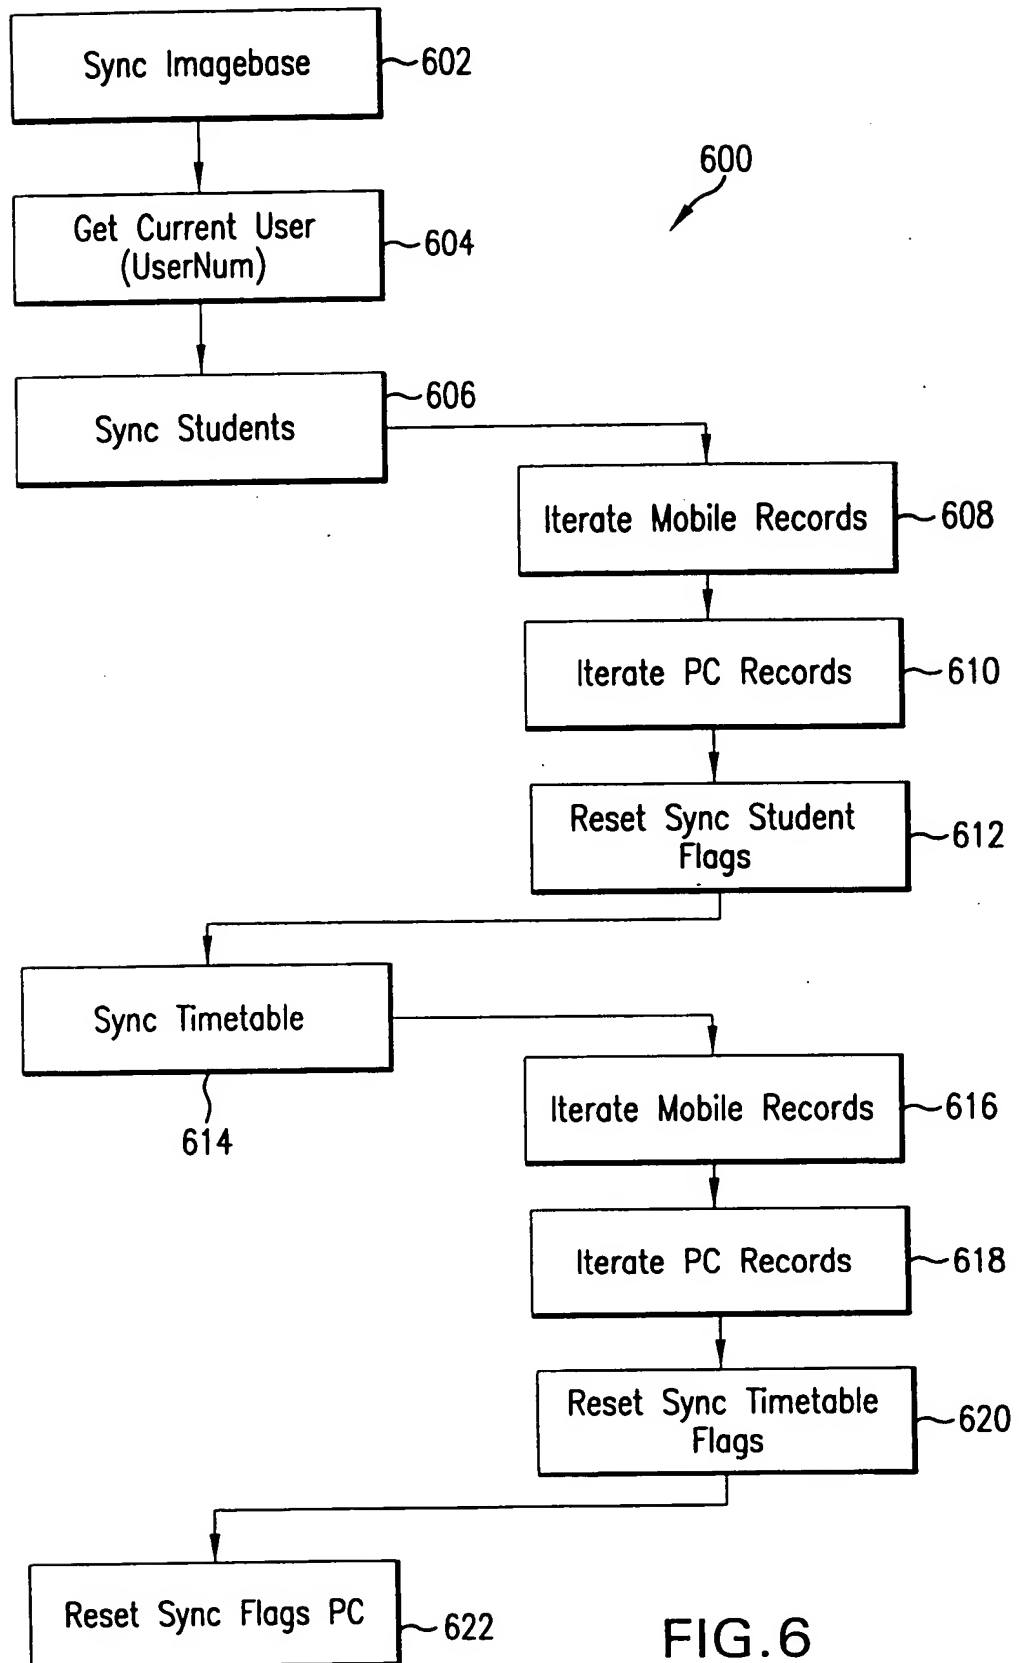 Sync Imagebase
602
600
Get Current User
(UserNum)
604
Sync Students
606
Iterate Mobile Records
608
Iterate PC Records
610
Reset Sync Student
Flags
612
Sync Timetable
614
Iterate Mobile Records
616
Iterate PC Records
618
Reset Sync Timetable
Flags
620
Reset Sync Flags PC
622
FIG.6